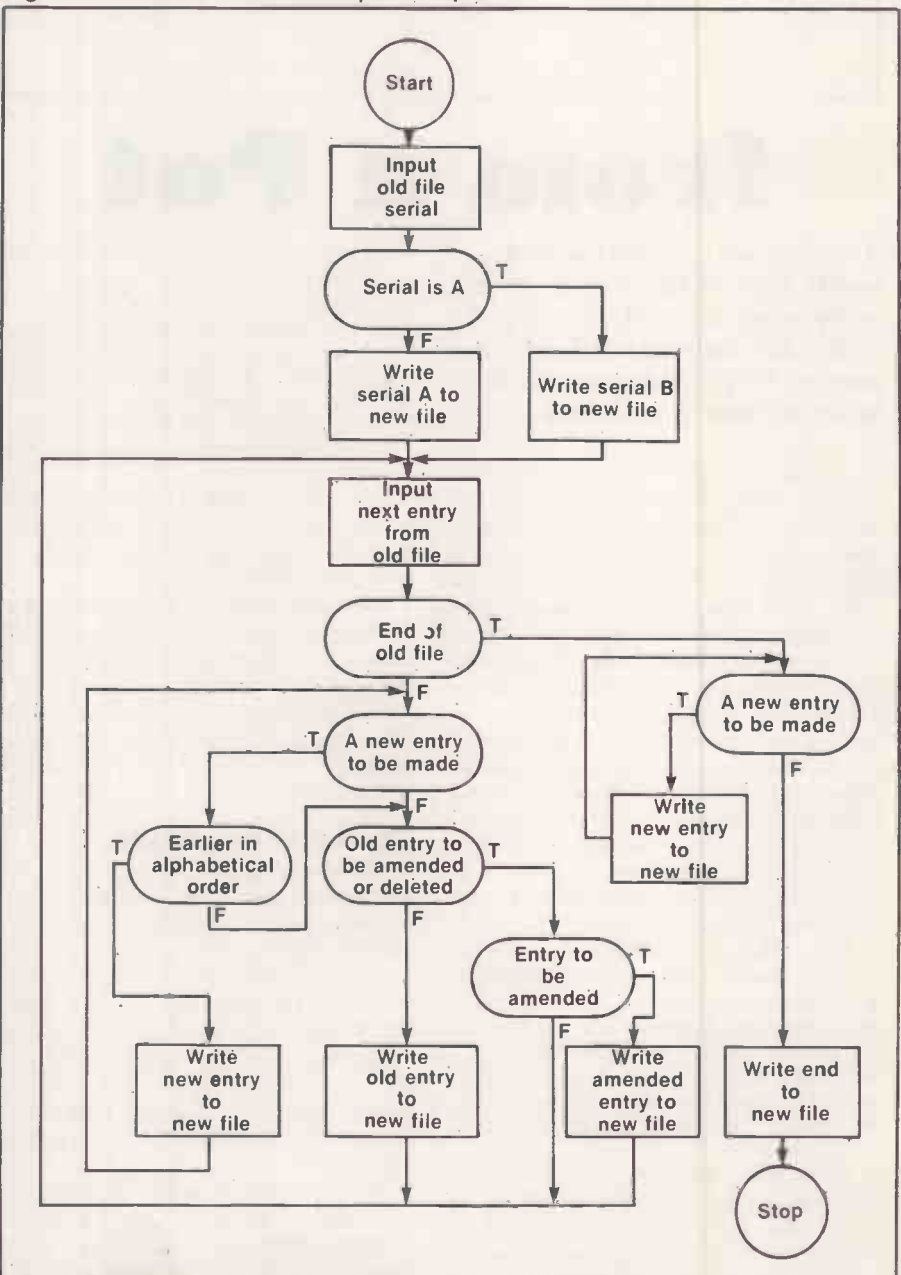 Start
Input
old file
serial
Serial is A
T
F
Write
serial A to
new file
Write serial B
to new file
Input
next entry
from
old file
End of
old file
T
F
A new entry
to be made
T
F
A new entry
to be made
T
F
Write
new entry
to
new file
Earlier in
alphabetical
order
T
F
Old entry to
be amended
or deleted
T
F
Entry to
be
amended
T
F
Write
new entry
to
new file
Write
old entry
to
new file
Write
amended
entry to
new file
Write end
to
new file
Stop